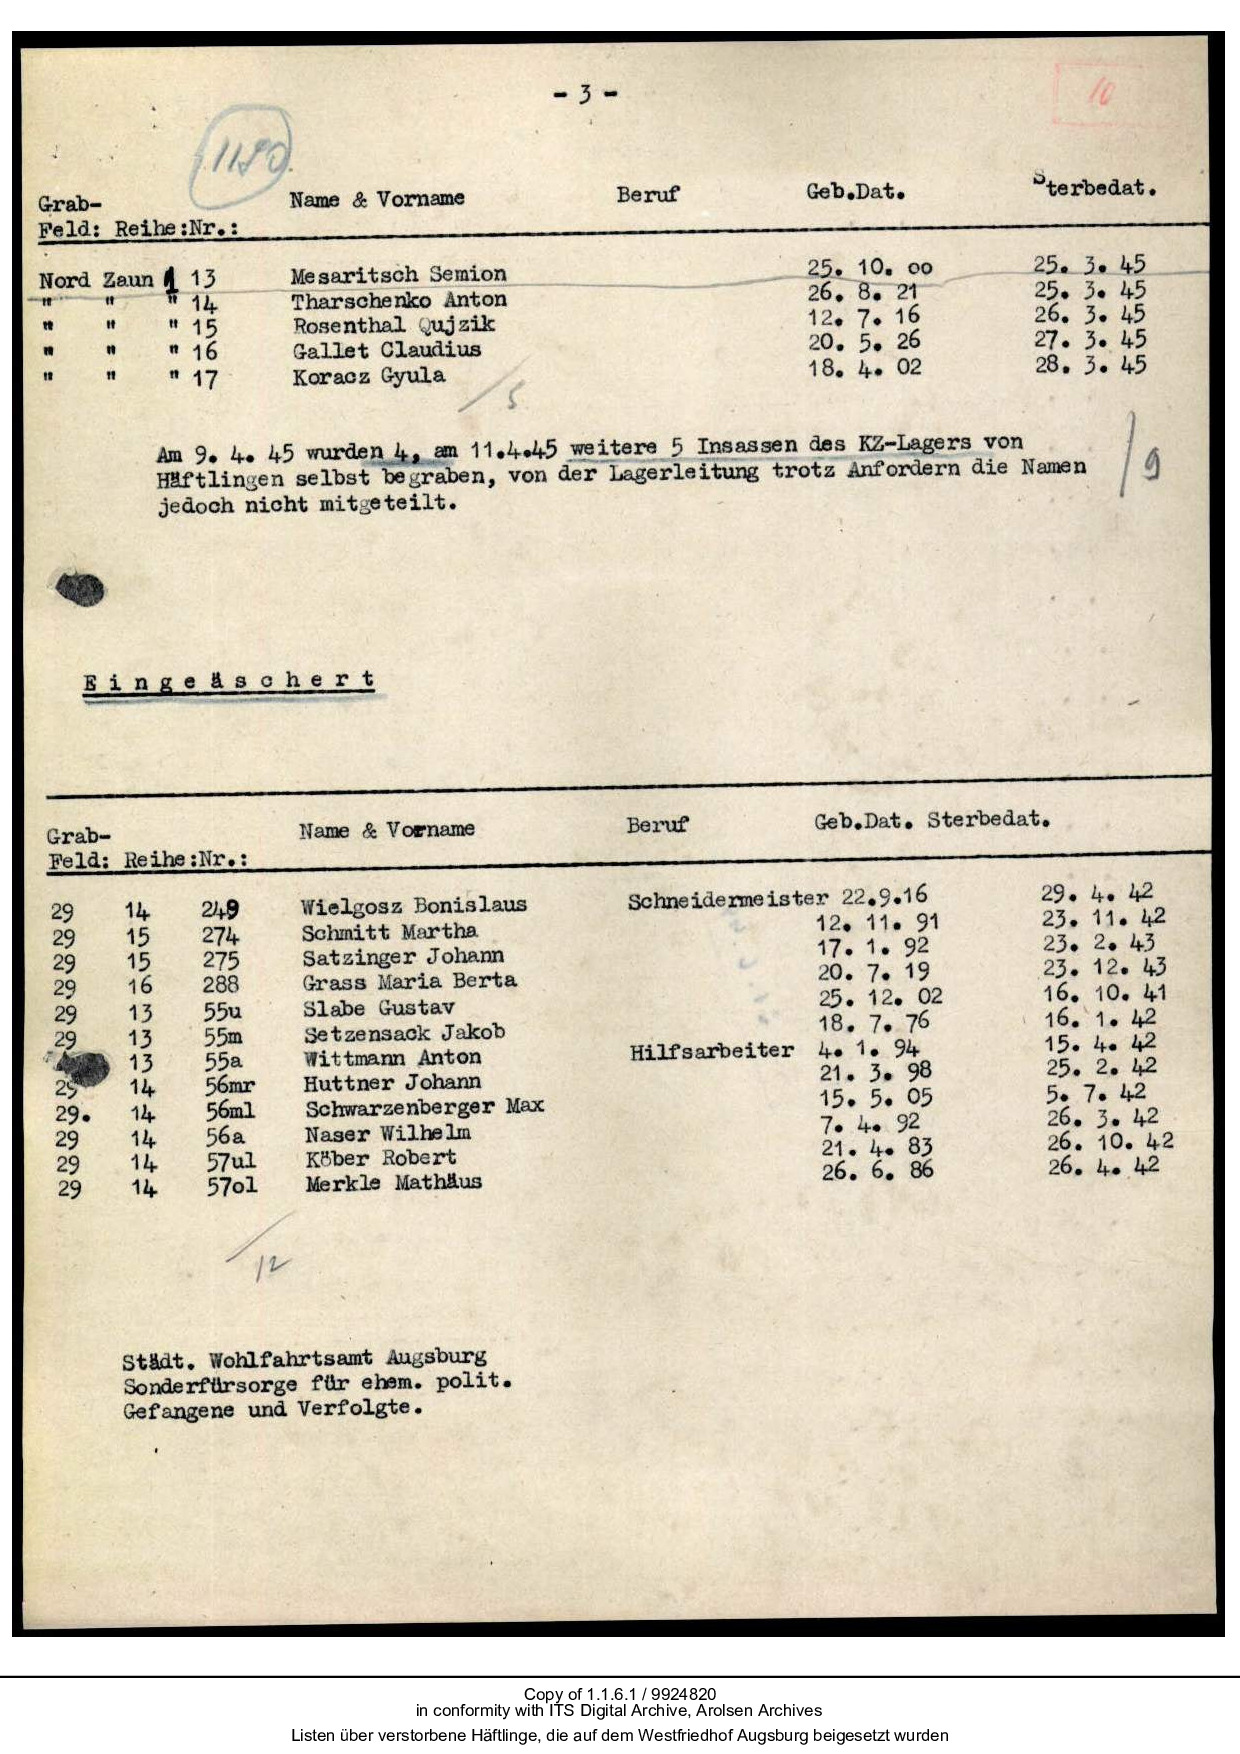 - 3 -
10
1180
Grab- Name & Vorname Beruf Geb.Dat. Sterbedat.
Feld: Reihe:Nr.:
Nord Zaun 1 13 Mesaritsch Semion 25. 10. oo 25. 3. 45
" " " 14 Tharschenko Anton 26. 8. 21 25. 3. 45
" " " 15 Rosenthal Qujzik 12. 7. 16 26. 3. 45
" " " 16 Gallet Claudius 20. 5. 26 27. 3. 45
" " " 17 Koracz Gyula 18. 4. 02 28. 3. 45
/5
Am 9. 4. 45 wurden 4, am 11.4.45 weitere 5 Insassen des KZ-Lagers von
Häftlingen selbst begraben, von der Lagerleitung trotz Anfordern die Namen
jedoch nicht mitgeteilt.
/9
Eingeäschert
Grab- Name & Vorname Beruf Geb.Dat. Sterbedat.
Feld: Reihe:Nr.:
29 14 249 Wielgosz Bonislaus Schneidermeister 22.9.16 29. 4. 42
29 15 274 Schmitt Martha 12. 11. 91 23. 11. 42
29 15 275 Satzinger Johann 17. 1. 92 23. 2. 43
29 16 288 Grass Maria Berta 20. 7. 19 23. 12. 43
29 13 55u Slabe Gustav 25. 12. 02 16. 10. 41
29 13 55m Setzensack Jakob 18. 7. 76 16. 1. 42
13 55a Wittmann Anton Hilfsarbeiter 4. 1. 94 15. 4. 42
29 14 56mr Huttner Johann 21. 3. 98 25. 2. 42
29. 14 56ml Schwarzenberger Max 15. 5. 05 5. 7. 42
29 14 56a Naser Wilhelm 7. 4. 92 26. 3. 42
29 14 57ul Köber Robert 21. 4. 83 26. 10. 42
29 14 57ol Merkle Mathäus 26. 6. 86 26. 4. 42
/12
Städt. Wohlfahrtsamt Augsburg
Sonderfürsorge für ehem. polit.
Gefangene und Verfolgte.
Copy of 1.1.6.1 / 9924820
in conformity with ITS Digital Archive, Arolsen Archives
Listen über verstorbene Häftlinge, die auf dem Westfriedhof Augsburg beigesetzt wurden